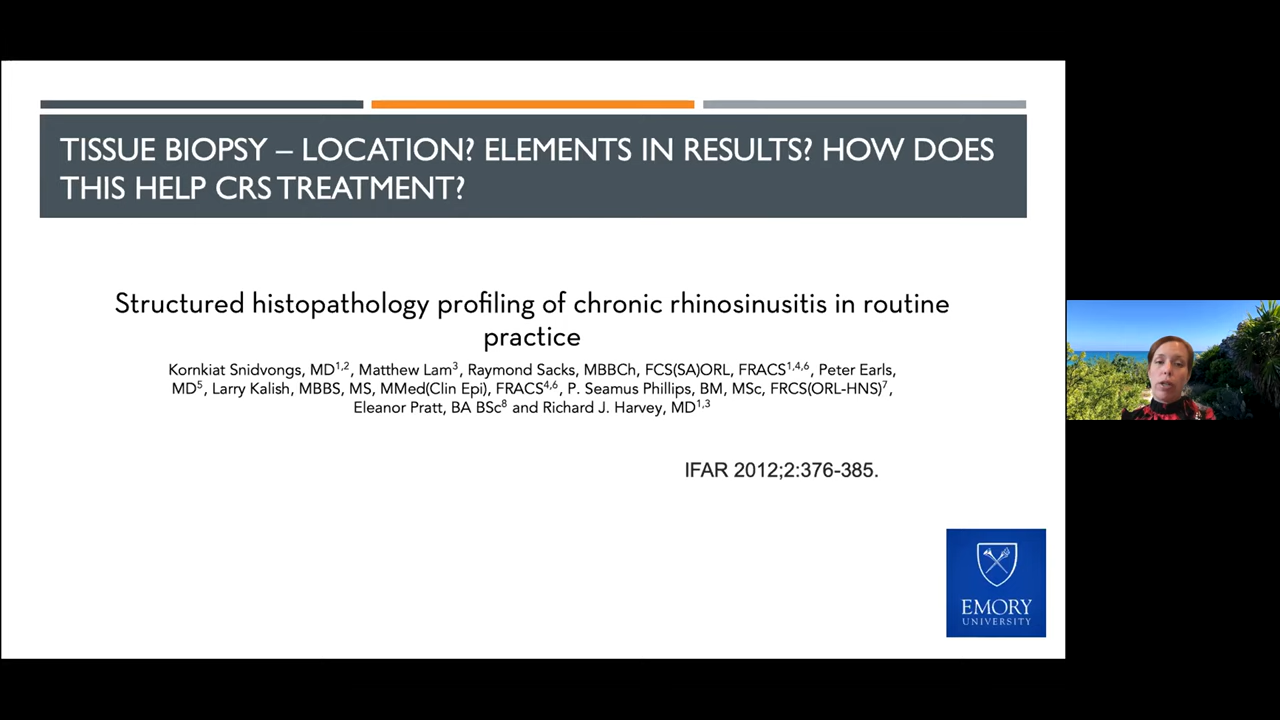 TISSUE BIOPSY – LOCATION? ELEMENTS IN RESULTS? HOW DOES
THIS HELP CRS TREATMENT?
Structured histopathology profiling of chronic rhinosinusitis in routine
practice
Kornkiat Snidvongs, MD1,2, Matthew Lam3, Raymond Sacks, MBBCh, FCS(SA)ORL, FRACS1,4,6, Peter Earls,
MD5, Larry Kalish, MBBS, MS, MMed(Clin Epi), FRACS4,6, P. Seamus Phillips, BM, MSc, FRCS(ORL-HNS)7,
Eleanor Pratt, BA BSc8 and Richard J. Harvey, MD1,3
IFAR 2012;2:376-385.
EMORY
UNIVERSITY